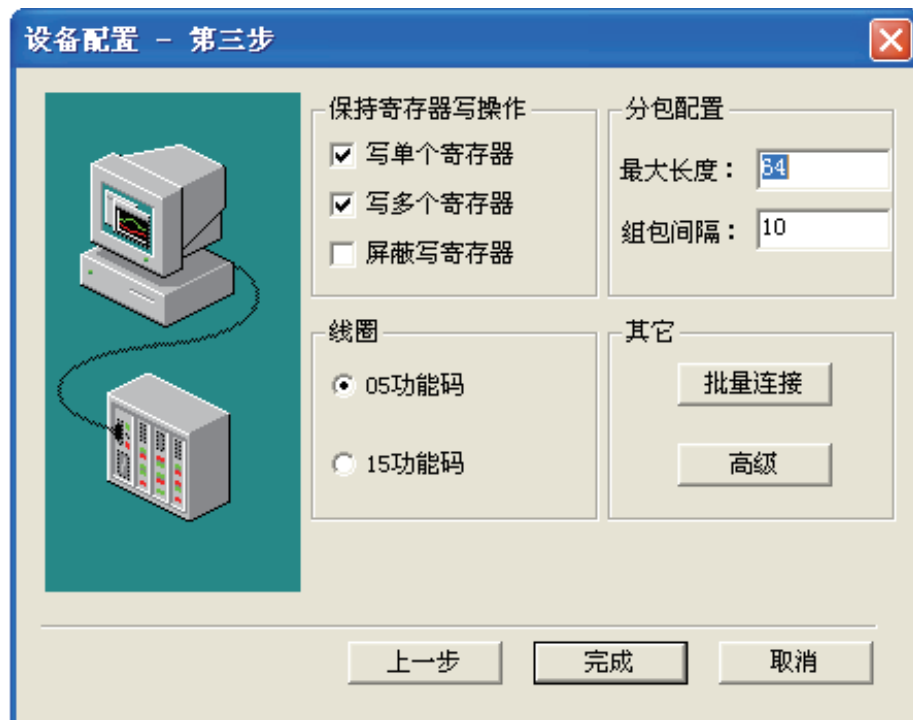 设备配置 - 第三步
保持寄存器写操作
写单个寄存器
写多个寄存器
屏蔽写寄存器
分包配置
最大长度： 64
组包间隔： 10
线圈
05功能码
15功能码
其它
批量连接
高级
上一步
完成
取消